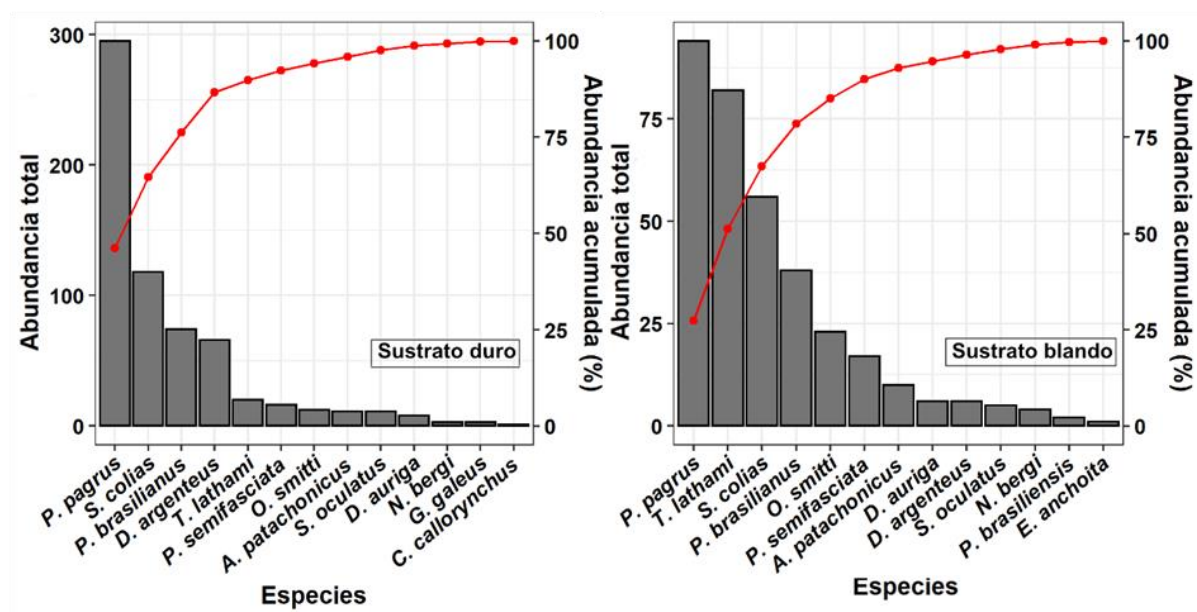 300
200
100
0
Abundancia total
100
75
50
25
0
Abundancia acumulada (%)
Sustrato duro
P. pagrus
S. colias
P. brasilianus
D. argenteus
T. lathami
P. semifasciata
O. smitti
A. patachonicus
S. oculatus
D. auriga
N. bergi
G. galeus
C. callorynchus
Especies
75
50
25
0
Abundancia total
100
75
50
25
0
Abundancia acumulada (%)
Sustrato blando
P. pagrus
T. lathami
S. colias
P. brasilianus
O. smitti
P. semifasciata
A. patachonicus
D. auriga
D. argenteus
S. oculatus
N. bergi
P. brasiliensis
E. anchoita
Especies